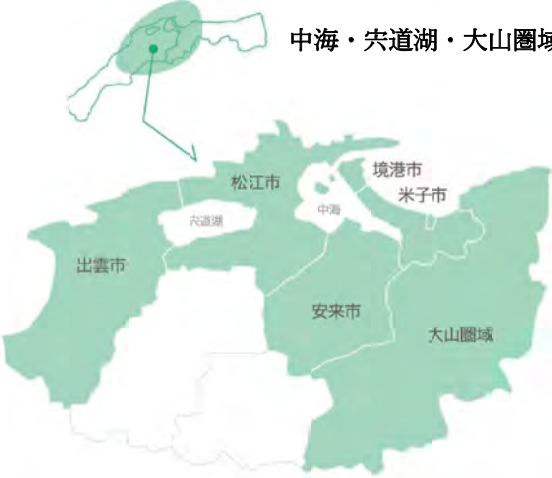 中海・宍道湖・大山圏域
境港市
松江市
米子市
中海
宍道湖
出雲市
安来市
大山圏域